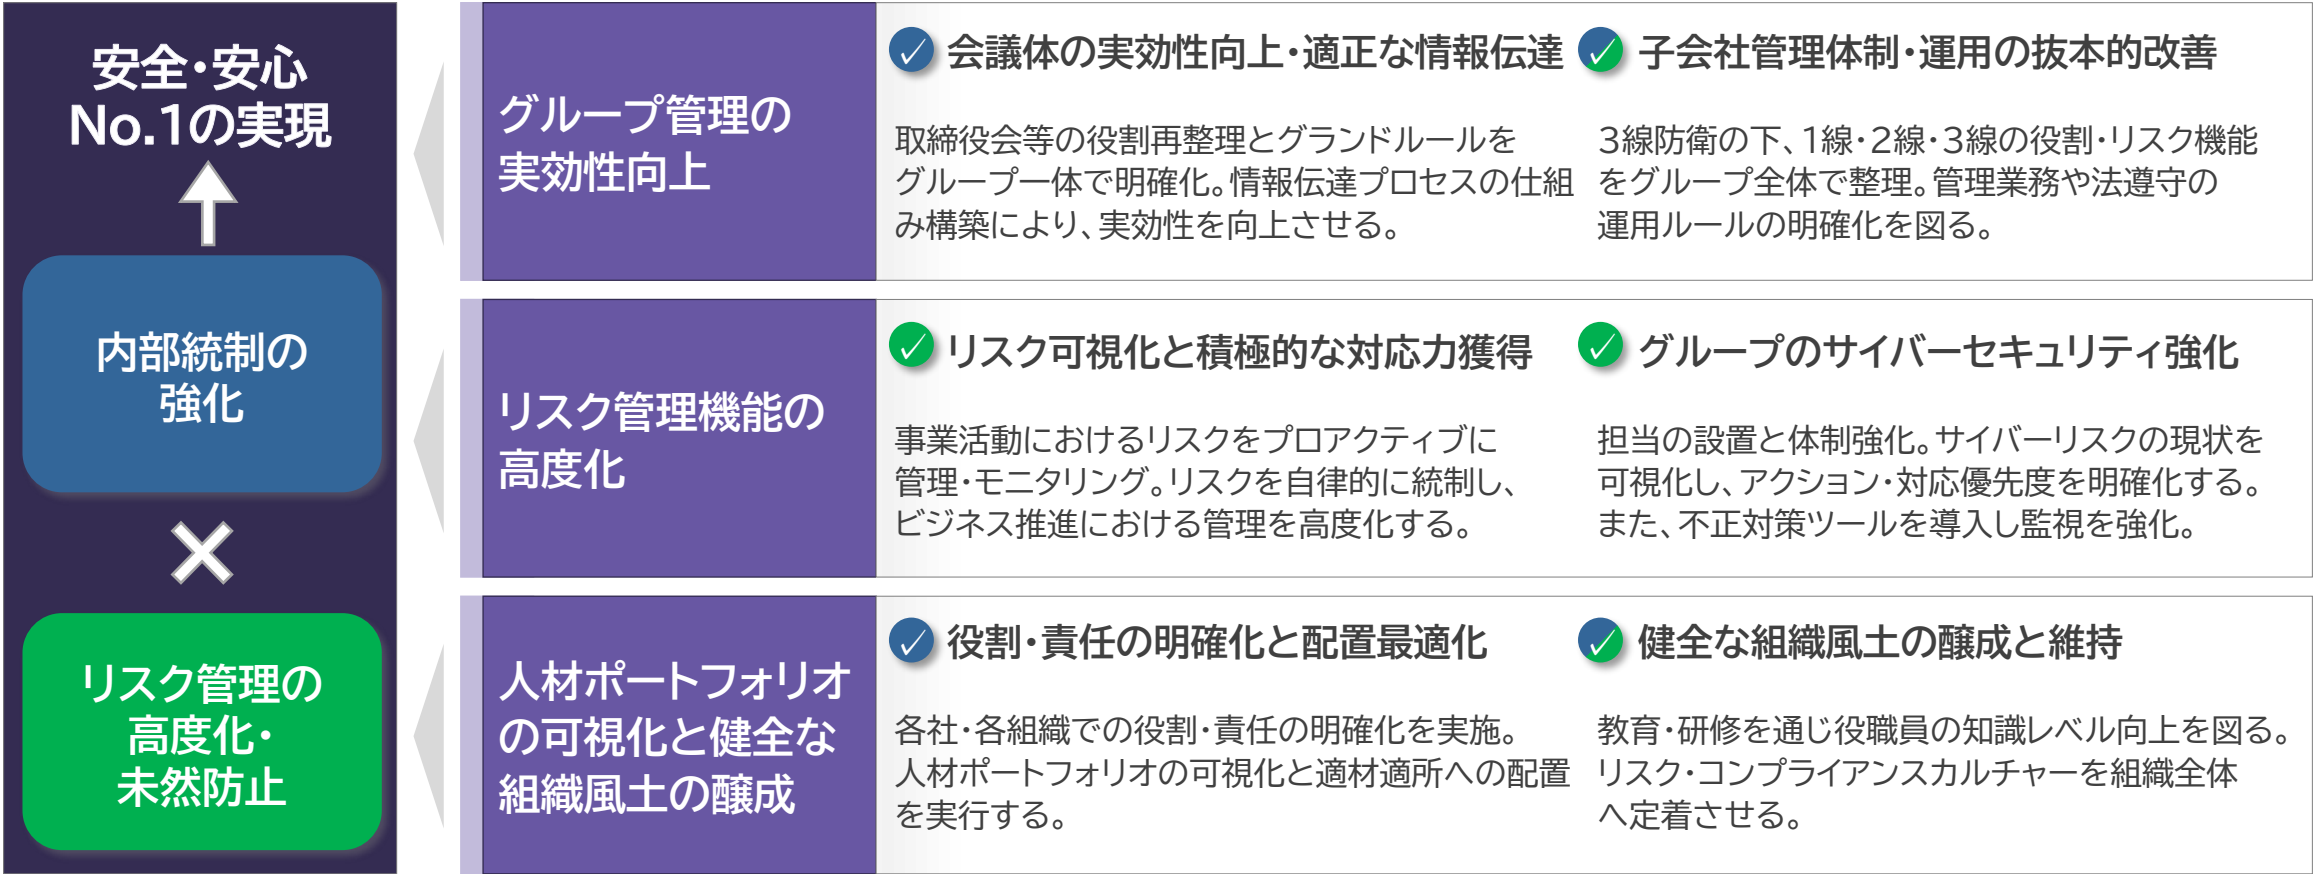 安全・安心
No.1の実現
内部統制の
強化
×
リスク管理の
高度化・
未然防止
グループ管理の
実効性向上
会議体の実効性向上・適正な情報伝達
取締役会等の役割再整理とグランドルールを
グループ一体で明確化。情報伝達プロセスの仕組
み構築により、実効性を向上させる。
子会社管理体制・運用の抜本的改善
3線防衛の下、1線・2線・3線の役割・リスク機能
をグループ全体で整理。管理業務や法遵守の
運用ルールの明確化を図る。
リスク管理機能の
高度化
リスク可視化と積極的な対応力獲得
事業活動におけるリスクをプロアクティブに
管理・モニタリング。リスクを自律的に統制し、
ビジネス推進における管理を高度化する。
グループのサイバーセキュリティ強化
担当の設置と体制強化。サイバーリスクの現状を
可視化し、アクション・対応優先度を明確化する。
また、不正対策ツールを導入し監視を強化。
人材ポートフォリオ
の可視化と健全な
組織風土の醸成
役割・責任の明確化と配置最適化
各社・各組織での役割・責任の明確化を実施。
人材ポートフォリオの可視化と適材適所への配置
を実行する。
健全な組織風土の醸成と維持
教育・研修を通じ役職員の知識レベル向上を図る。
リスク・コンプライアンスカルチャーを組織全体
へ定着させる。